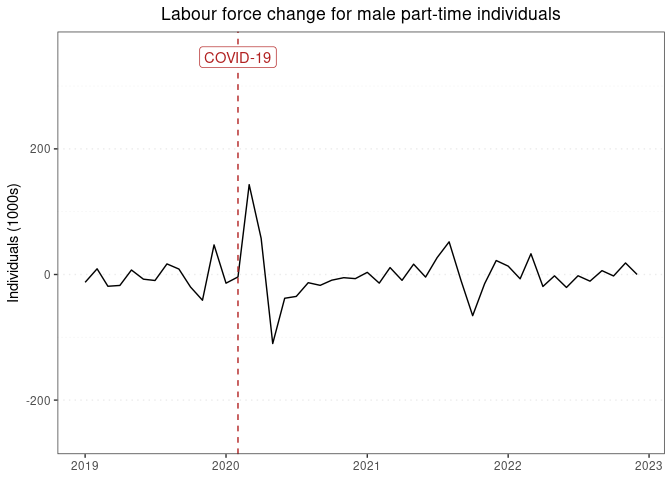 Labour force change for male part-time individuals
COVID-19
200
0
-200
Individuals (1000s)
2019 2020 2021 2022 2023